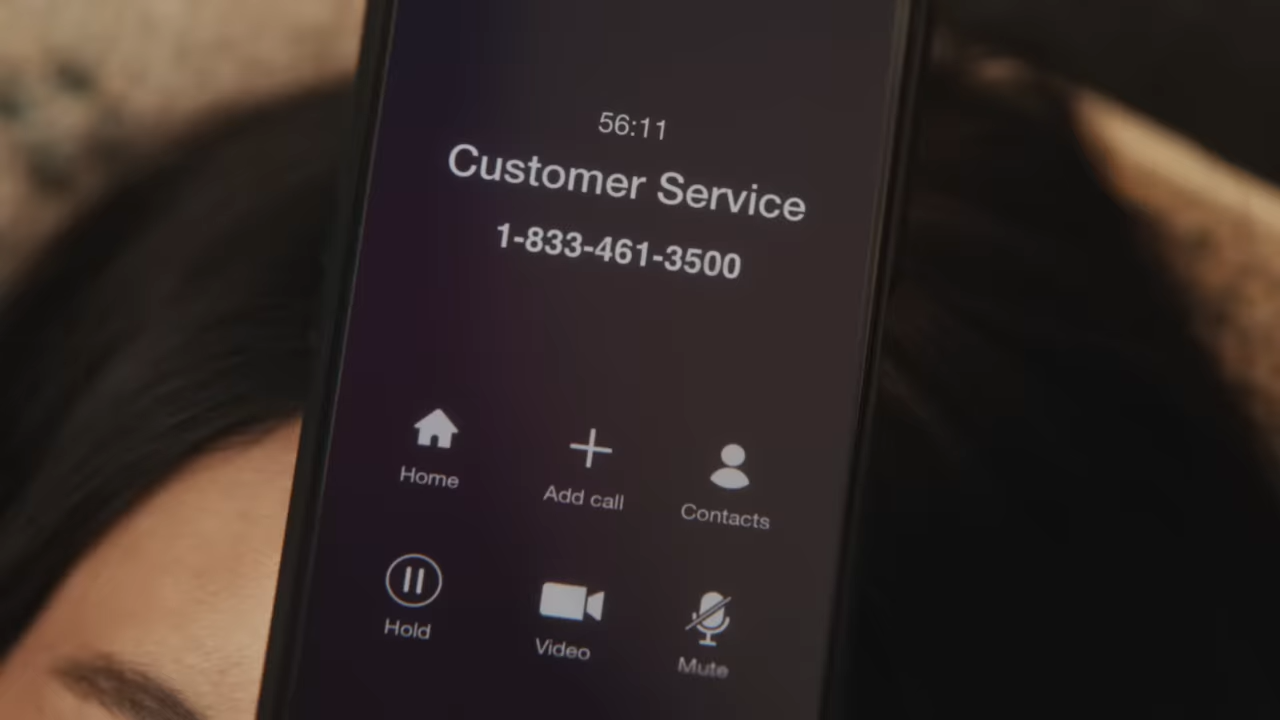 56:11
Customer Service
1-833-461-3500
Home
Add call
Contacts
Hold
Video
Mute